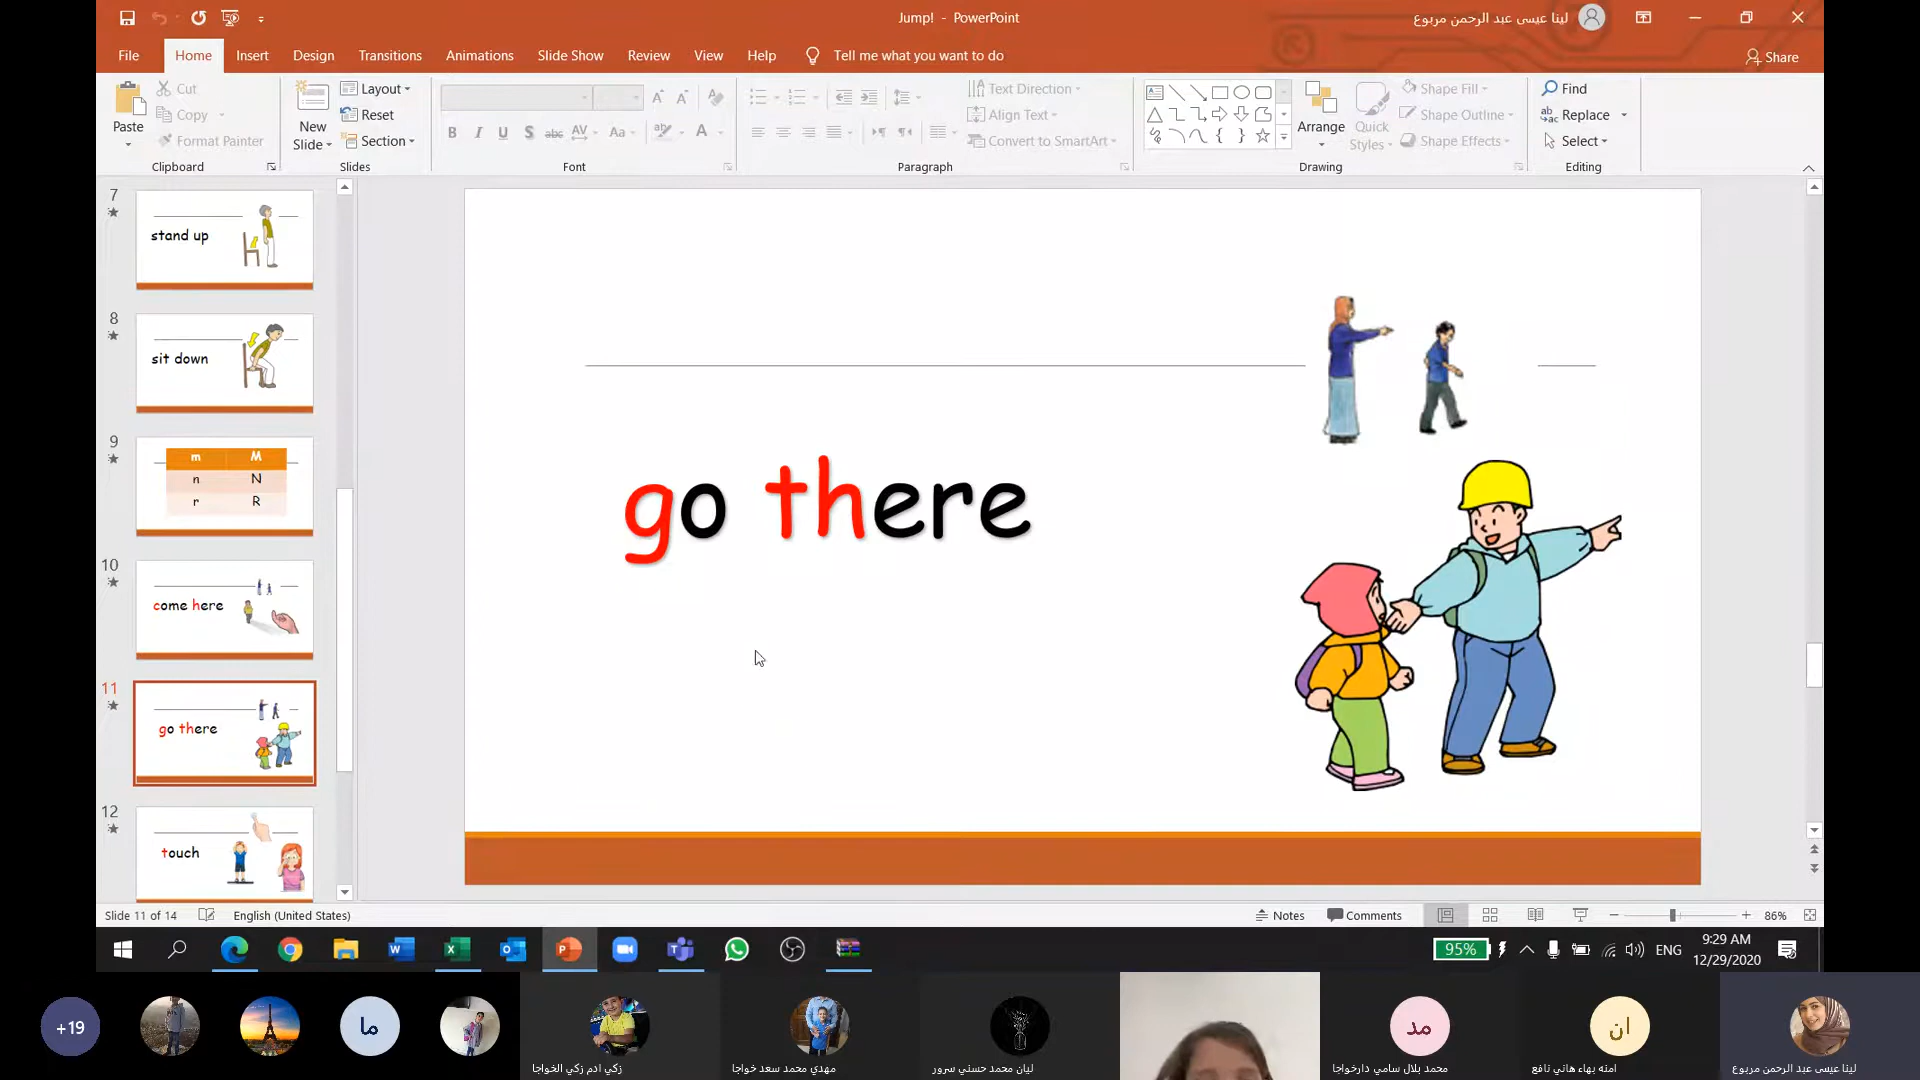 Jump! - PowerPoint
لينا عيسى عبد الرحمن مربوع
File Home Insert Design Transitions Animations Slide Show Review View Help Tell me what you want to do Share
Paste
Cut
Copy
Format Painter
Clipboard
New Slide
Layout
Reset
Section
Slides
Font
Text Direction
Align Text
Convert to SmartArt
Paragraph
Arrange
Quick Styles
Shape Fill
Shape Outline
Shape Effects
Drawing
Find
Replace
Select
Editing
7
stand up
8
sit down
9
m M
n N
r R
10
come here
11
go there
12
touch
go there
Slide 11 of 14 English (United States) Notes Comments 86%
95% ENG 9:29 AM
12/29/2020
+19
ما
مد
ان
زكي ادم زكي الخواجا
مهدي محمد سعد خواجا
ليان محمد حسني سرور
محمد بلال سامي دارخواجا
امنه بهاء هاني نافع
لينا عيسى عبد الرحمن مربوع